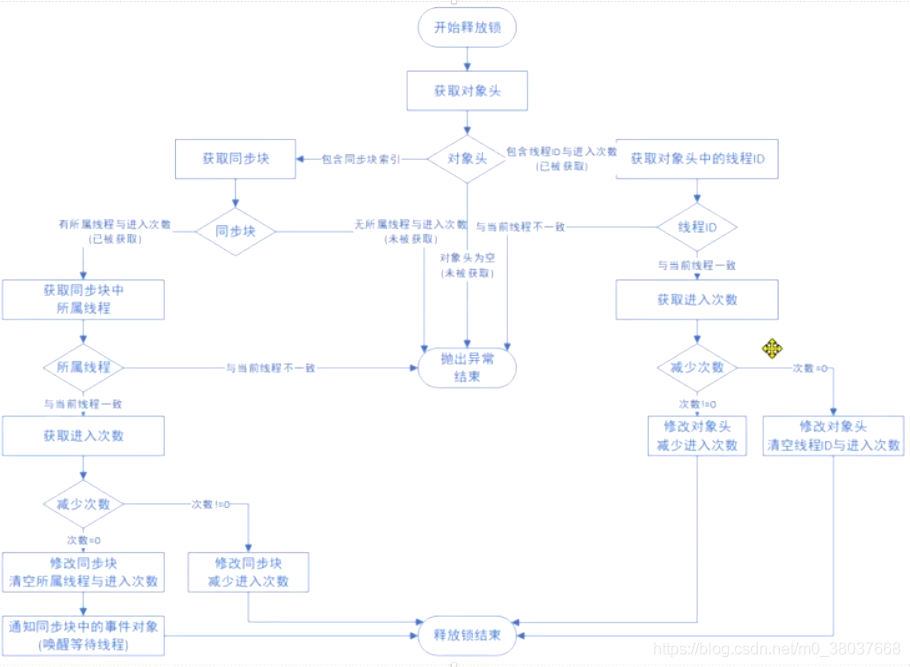 开始释放锁
获取对象头
获取同步块
包含同步块索引
对象头
包含线程ID与进入次数
(已被获取)
获取对象头中的线程ID
有所属线程与进入次数
(已被获取)
同步块
无所属线程与进入次数
(未被获取)
与当前线程不一致
线程ID
对象头为空
(未被获取)
与当前线程一致
获取同步块中
所属线程
获取进入次数
所属线程
与当前线程不一致
抛出异常
结束
减少次数
次数=0
与当前线程一致
次数!=0
获取进入次数
修改对象头
减少进入次数
修改对象头
清空线程ID与进入次数
减少次数
次数!=0
次数=0
修改同步块
清空所属线程与进入次数
修改同步块
减少进入次数
通知同步块中的事件对象
(唤醒等待线程)
释放锁结束
https://blog.csdn.net/m0_38037668